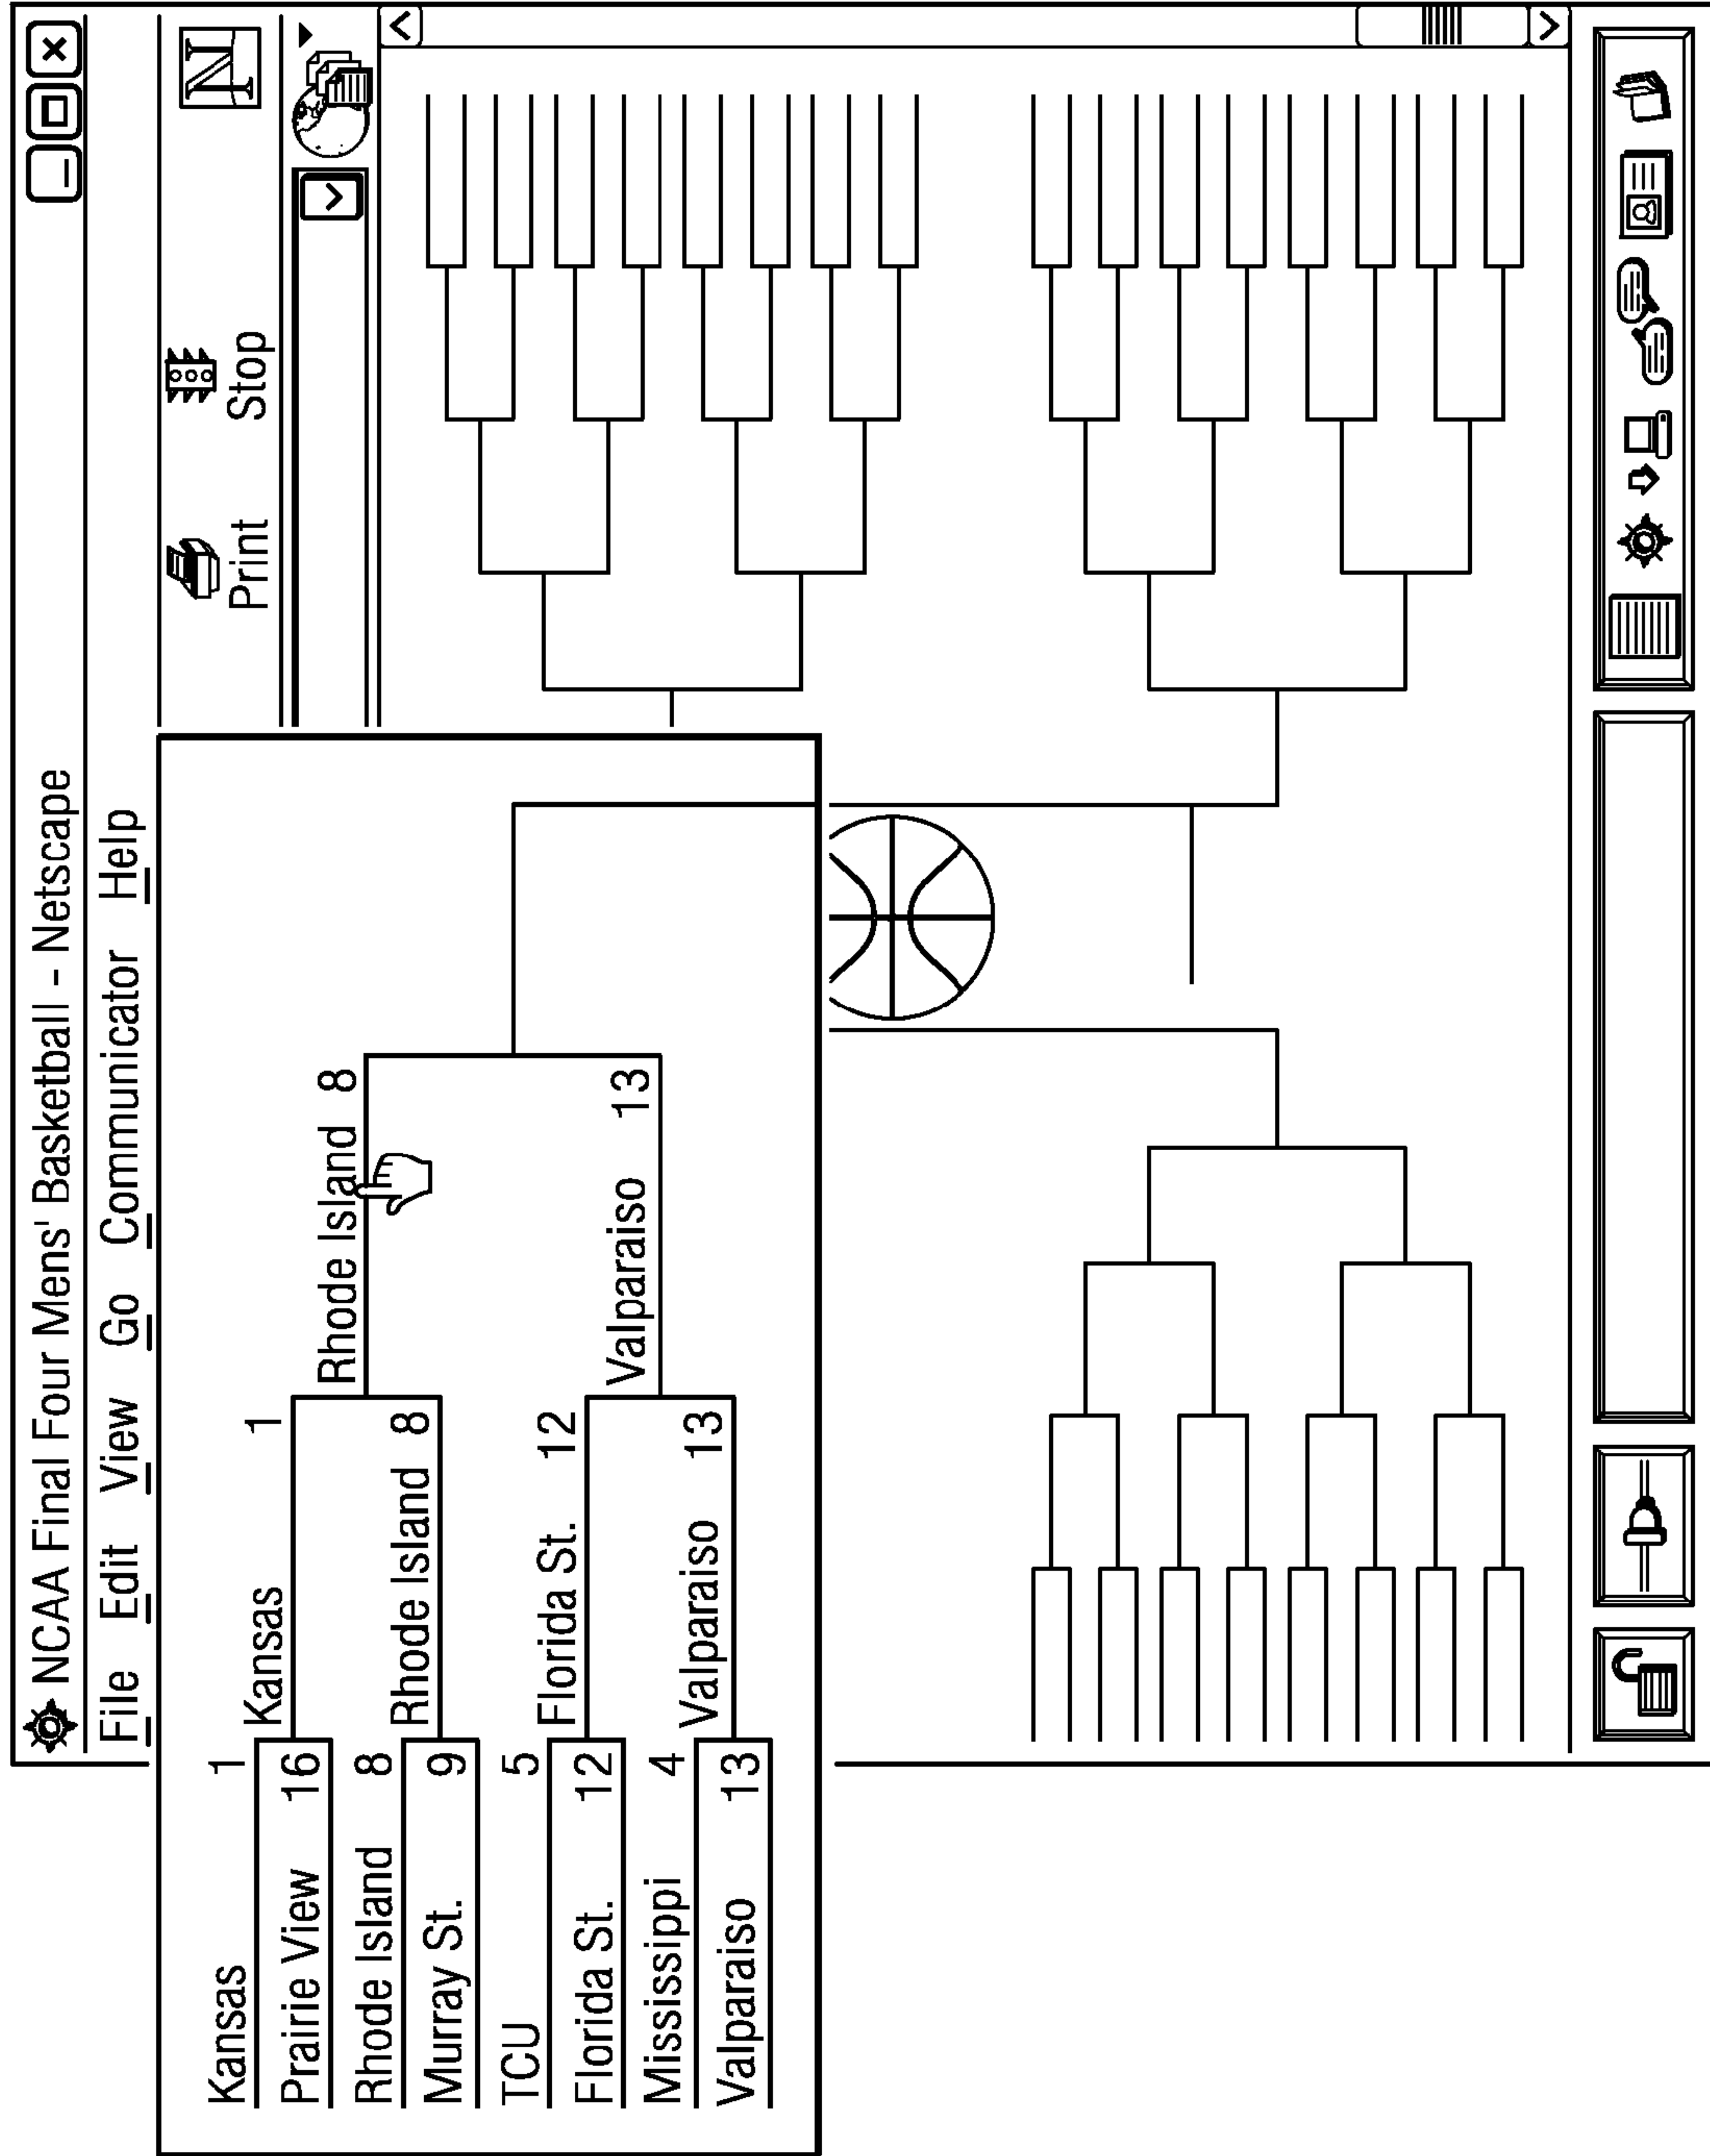 NCAA Final Four Mens' Basketball - Netscape
File Edit View Go Communicator Help
Print Stop
N
Kansas 1
Prairie View 16
Rhode Island 8
Murray St. 9
TCU 5
Florida St. 12
Mississippi 4
Valparaiso 13
Kansas 1
Rhode Island 8
Florida St. 12
Valparaiso 13
Rhode Island 8
Valparaiso 13